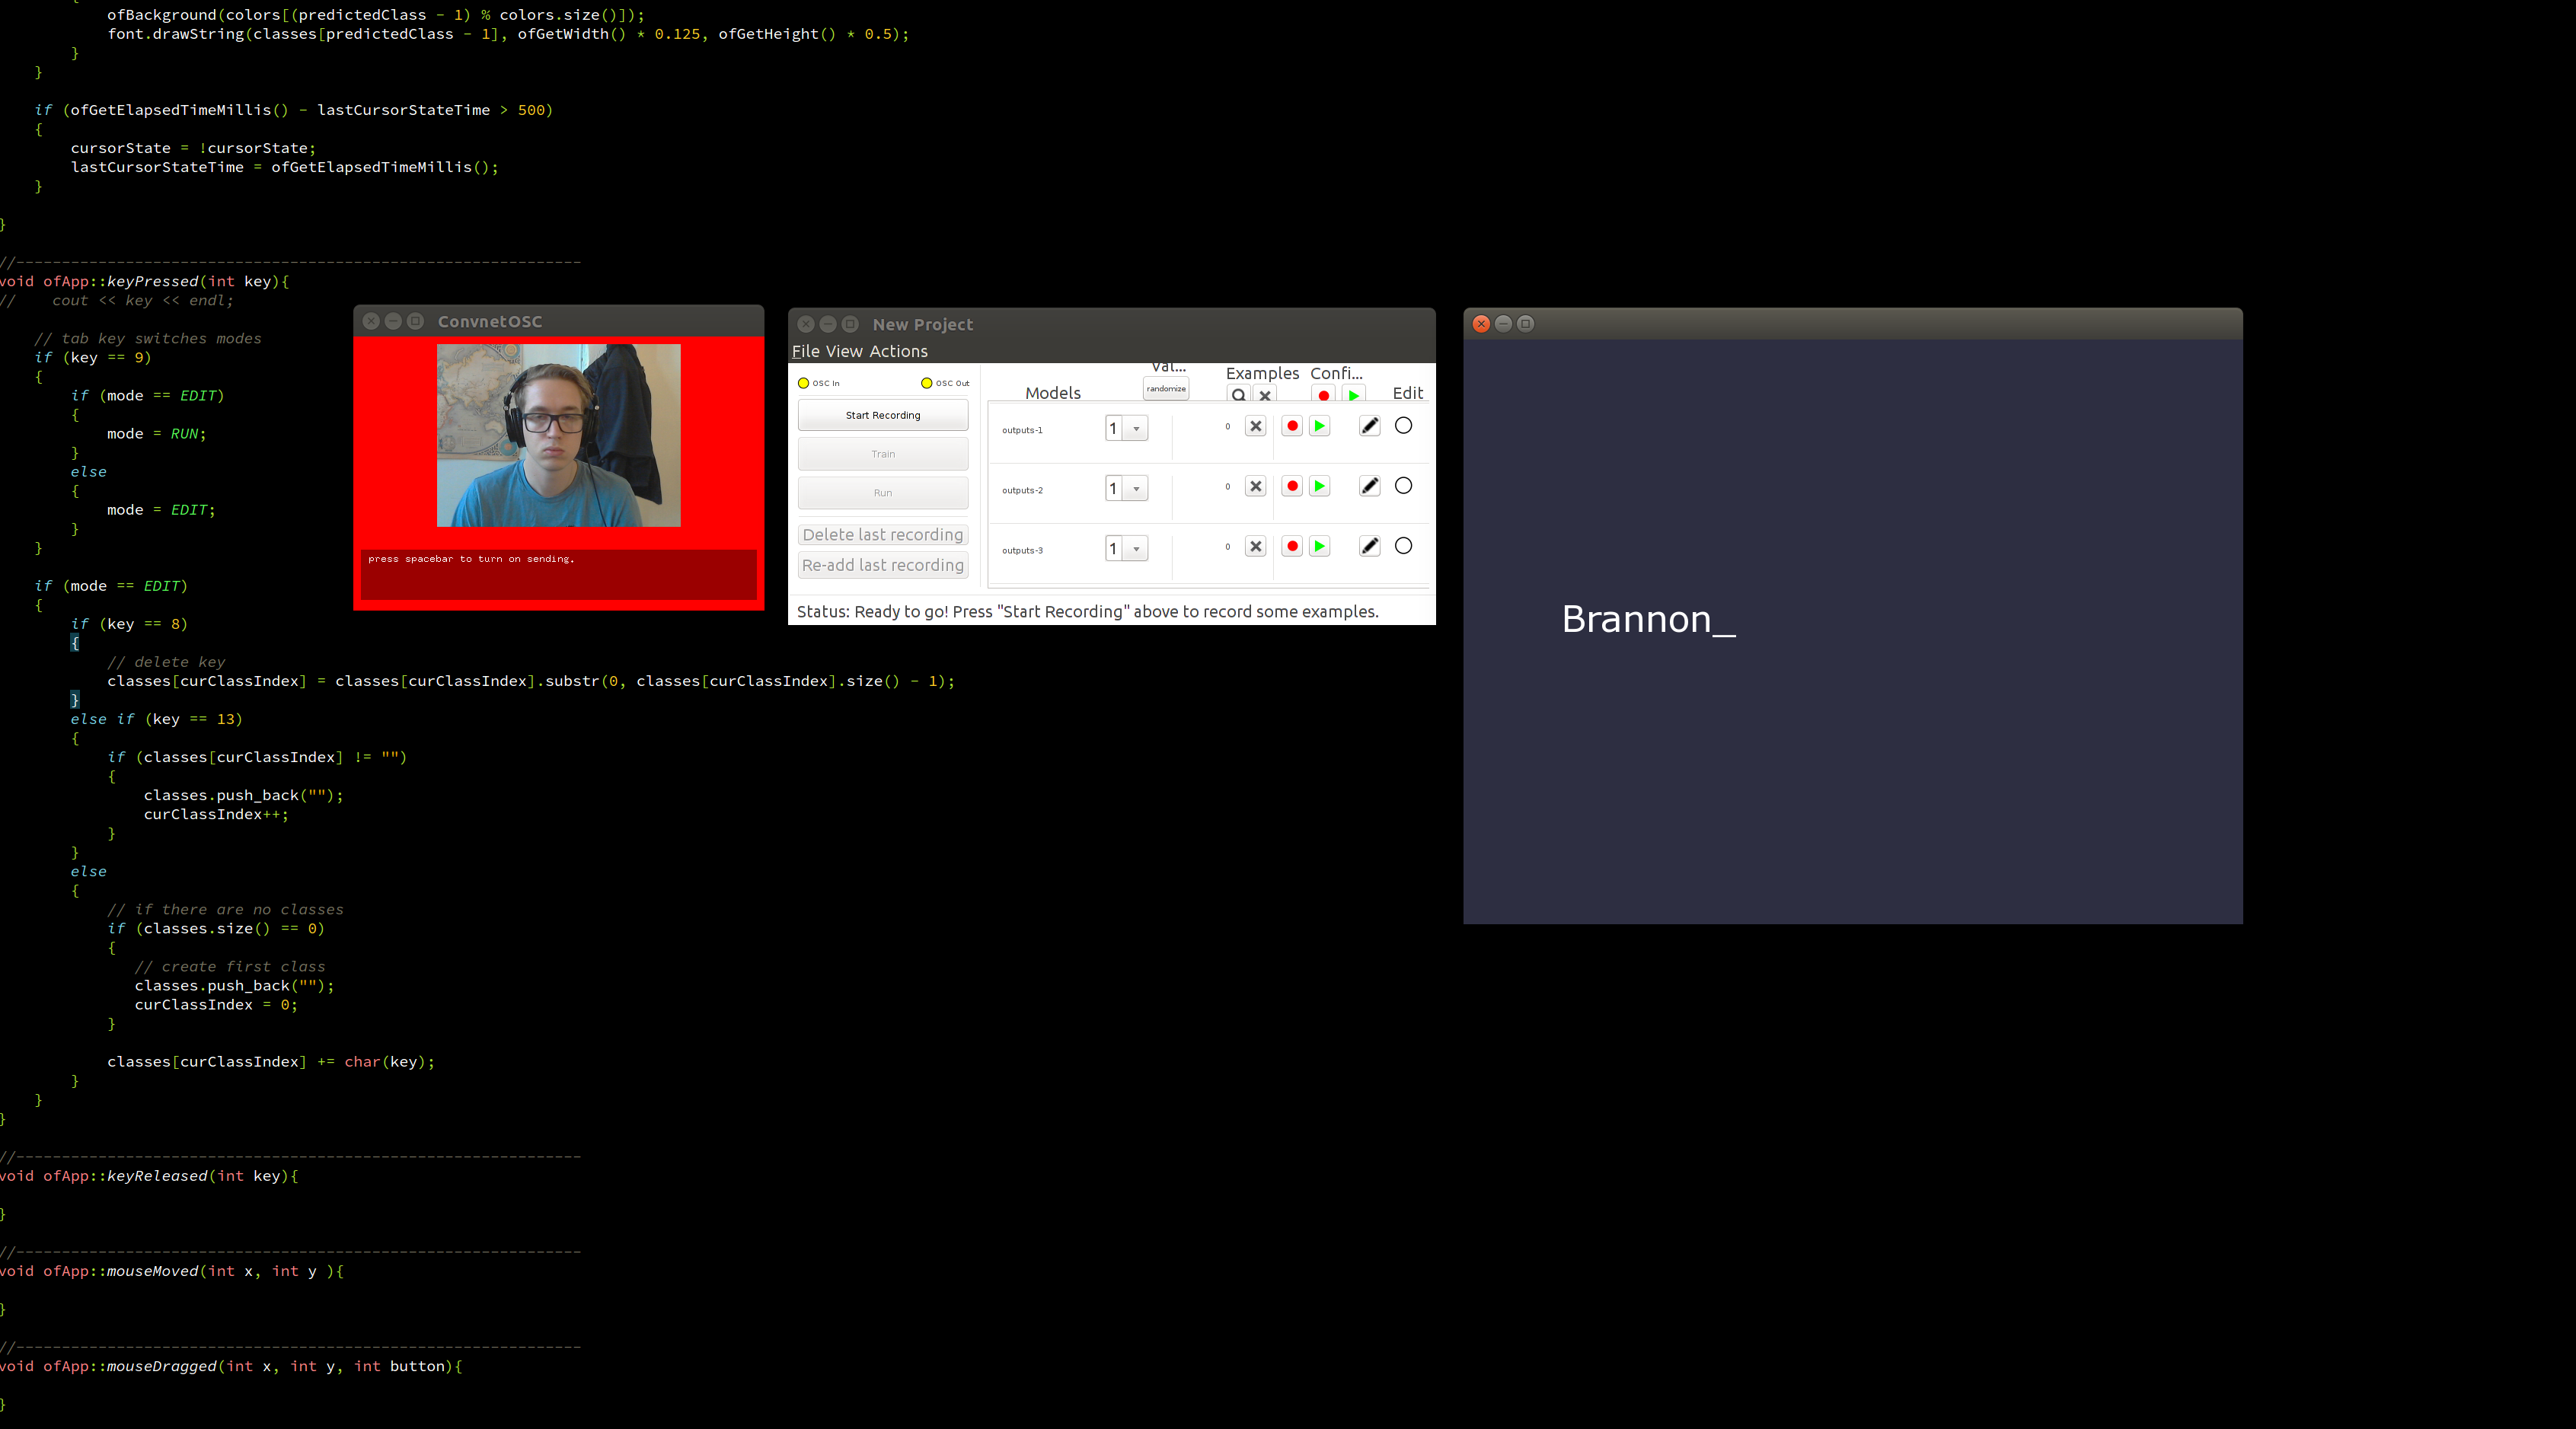 {
ofBackground(colors[(predictedClass - 1) % colors.size()]);
font.drawString(classes[predictedClass - 1], ofGetWidth() * 0.125, ofGetHeight() * 0.5);
}
}
if (ofGetElapsedTimeMillis() - lastCursorStateTime > 500)
{
cursorState = !cursorState;
lastCursorStateTime = ofGetElapsedTimeMillis();
}
}
//--------------------------------------------------------------
void ofApp::keyPressed(int key){
//    cout << key << endl;
// tab key switches modes
if (key == 9)
{
if (mode == EDIT)
{
mode = RUN;
}
else
{
mode = EDIT;
}
}
if (mode == EDIT)
{
if (key == 8)
{
// delete key
classes[curClassIndex] = classes[curClassIndex].substr(0, classes[curClassIndex].size() - 1);
}
else if (key == 13)
{
if (classes[curClassIndex] != "")
{
classes.push_back("");
curClassIndex++;
}
}
else
{
// if there are no classes
if (classes.size() == 0)
{
// create first class
classes.push_back("");
curClassIndex = 0;
}
classes[curClassIndex] += char(key);
}
}
}
//--------------------------------------------------------------
void ofApp::keyReleased(int key){
}
//--------------------------------------------------------------
void ofApp::mouseMoved(int x, int y ){
}
//--------------------------------------------------------------
void ofApp::mouseDragged(int x, int y, int button){
}
ConvnetOSC
press spacebar to turn on sending.
New Project
File View Actions
OSC In OSC Out
Start Recording
Train
Run
Delete last recording
Re-add last recording
Models Val... Examples Confi... Edit
randomize
outputs-1 1 0
outputs-2 1 0
outputs-3 1 0
Status: Ready to go! Press "Start Recording" above to record some examples.
Brannon_